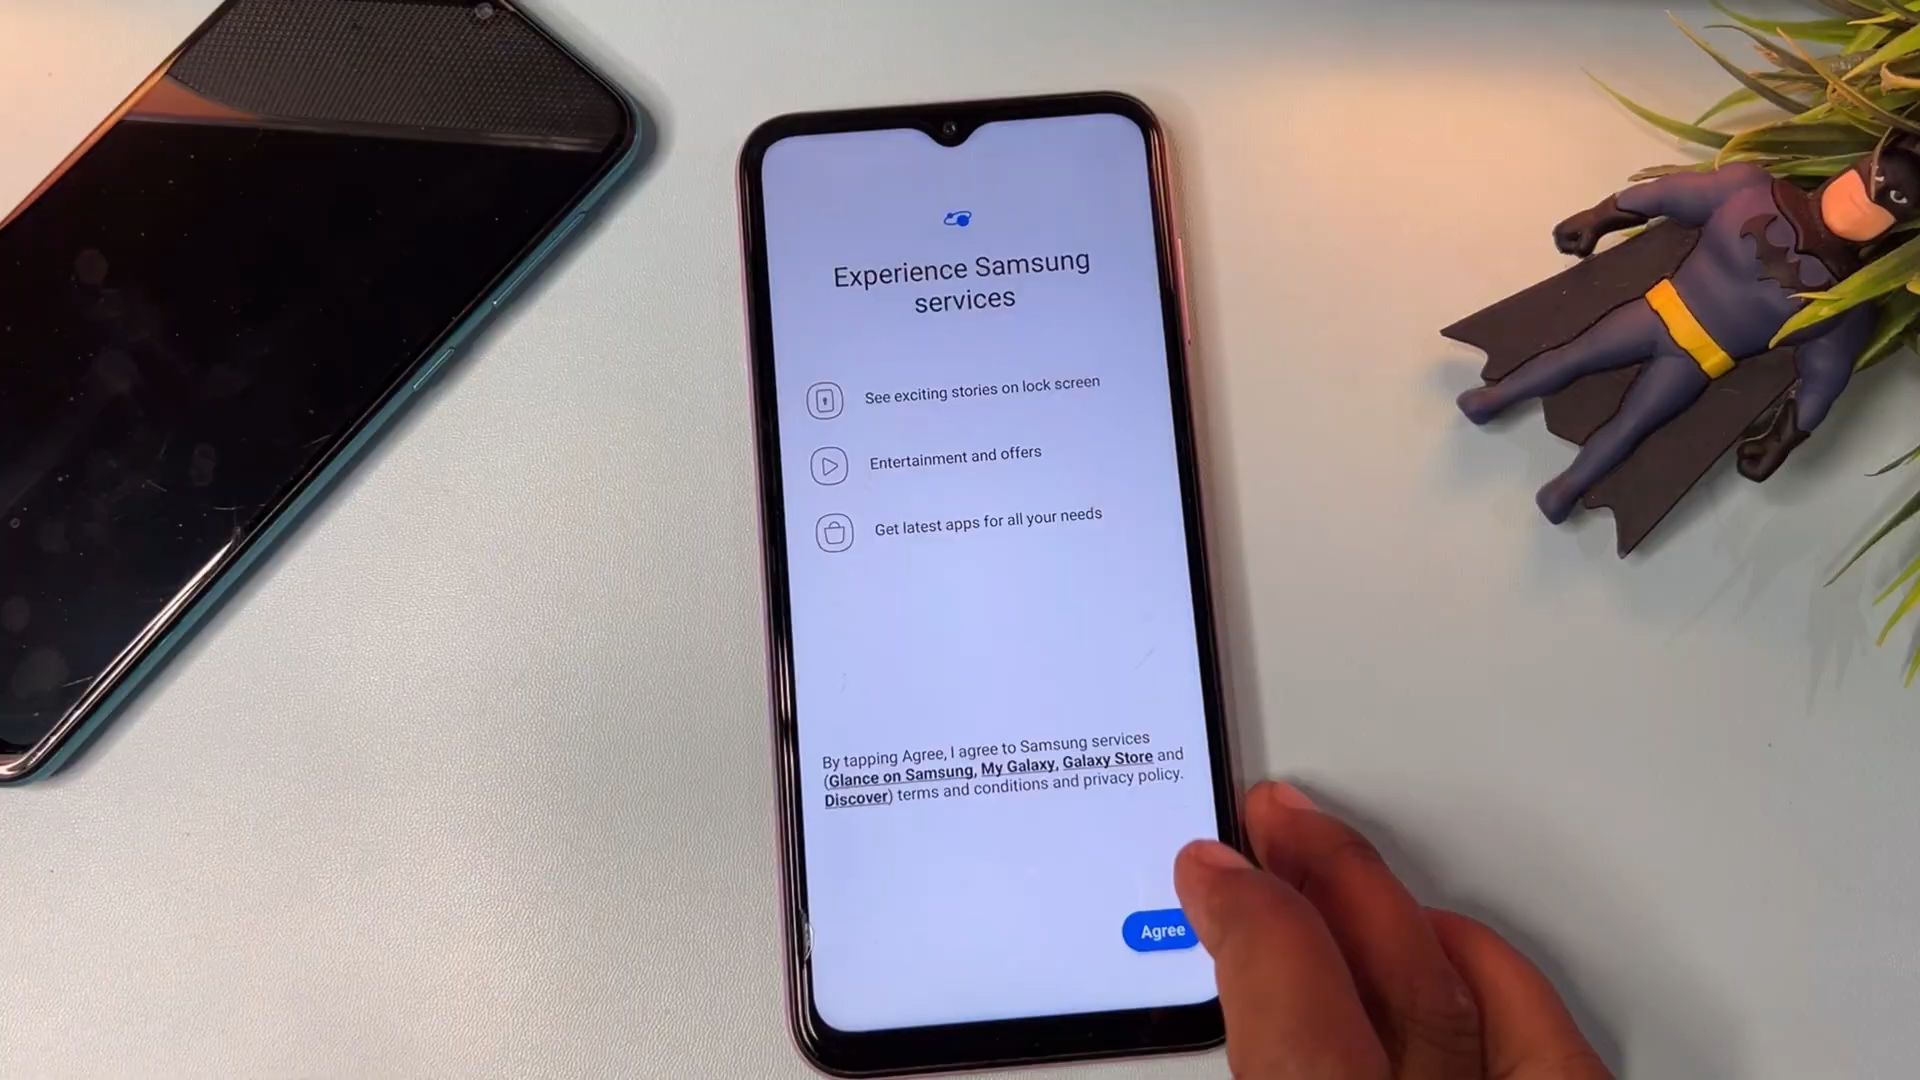 Experience Samsung
services
See exciting stories on lock screen
Entertainment and offers
Get latest apps for all your needs
By tapping Agree, I agree to Samsung services
(Glance on Samsung, My Galaxy, Galaxy Store and
Discover) terms and conditions and privacy policy.
Agree